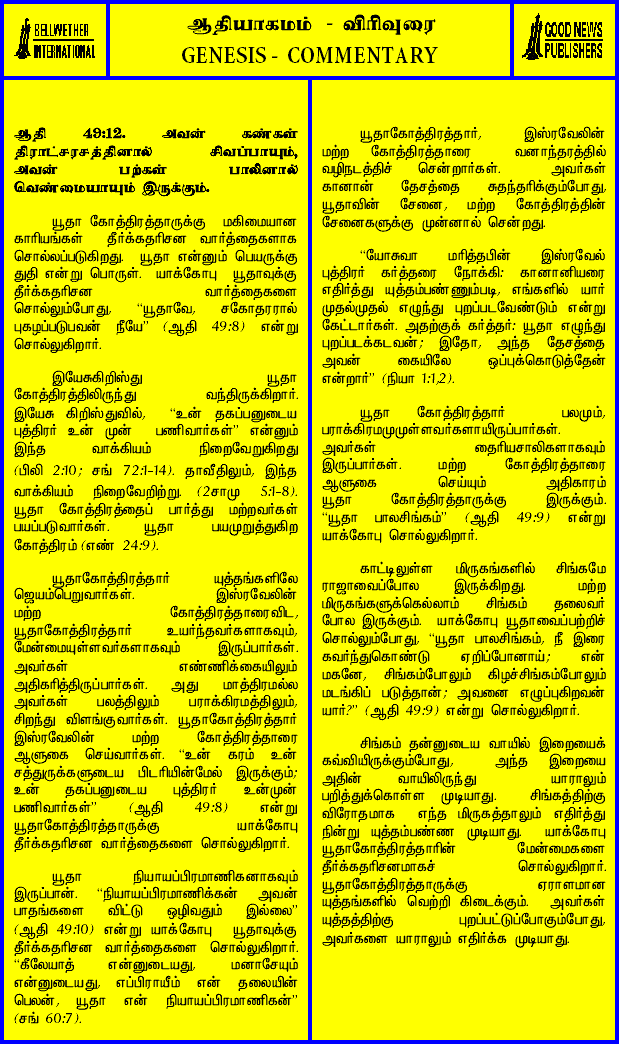 BELLWETHER
INTERNATIONAL
ஆதியாகமம் - விரிவுரை
GENESIS - COMMENTARY
GOOD NEWS
PUBLISHERS
ஆதி 49:12. அவன் கண்கள்
திராட்சரசத்தினால் சிவப்பாயும்,
அவன் பற்கள் பாலினால்
வெண்மையாயும் இருக்கும்.
யூதா கோத்திரத்தாருக்கு மகிமையான
காரியங்கள் தீர்க்கதரிசன வார்த்தைகளாக
சொல்லப்படுகிறது. யூதா என்னும் பெயருக்கு
துதி என்று பொருள். யாக்கோபு யூதாவுக்கு
தீர்க்கதரிசன வார்த்தைகளை
சொல்லும்போது, “யூதாவே, சகோதரரால்
புகழப்படுபவன் நீயே” (ஆதி 49:8) என்று
சொல்லுகிறார்.
இயேசுகிறிஸ்து யூதா
கோத்திரத்திலிருந்து வந்திருக்கிறார்.
இயேசு கிறிஸ்துவில், “உன் தகப்பனுடைய
புத்திரர் உன் முன் பணிவார்கள்” என்னும்
இந்த வாக்கியம் நிறைவேறுகிறது
(பிலி 2:10; சங் 72:1-14). தாவீதிலும், இந்த
வாக்கியம் நிறைவேறிற்று. (2சாமு 5:1-8).
யூதா கோத்திரத்தைப் பார்த்து மற்றவர்கள்
பயப்படுவார்கள். யூதா பயமுறுத்துகிற
கோத்திரம் (எண் 24:9).
யூதாகோத்திரத்தார் யுத்தங்களிலே
ஜெயம்பெறுவார்கள். இஸ்ரவேலின்
மற்ற கோத்திரத்தாரைவிட,
யூதாகோத்திரத்தார் உயர்ந்தவர்களாகவும்,
மேன்மையுள்ளவர்களாகவும் இருப்பார்கள்.
அவர்கள் எண்ணிக்கையிலும்
அதிகரித்திருப்பார்கள். அது மாத்திரமல்ல
அவர்கள் பலத்திலும் பராக்கிரமத்திலும்,
சிறந்து விளங்குவார்கள். யூதாகோத்திரத்தார்
இஸ்ரவேலின் மற்ற கோத்திரத்தாரை
ஆளுகை செய்வார்கள். “உன் கரம் உன்
சத்துருக்களுடைய பிடரியின்மேல் இருக்கும்;
உன் தகப்பனுடைய புத்திரர் உன்முன்
பணிவார்கள்” (ஆதி 49:8) என்று
யூதாகோத்திரத்தாருக்கு யாக்கோபு
தீர்க்கதரிசன வார்த்தைகளை சொல்லுகிறார்.
யூதா நியாயப்பிரமாணிகனாகவும்
இருப்பான். “நியாயப்பிரமாணிக்கன் அவன்
பாதங்களை விட்டு ஒழிவதும் இல்லை”
(ஆதி 49:10) என்று யாக்கோபு யூதாவுக்கு
தீர்க்கதரிசன வார்த்தைகளை சொல்லுகிறார்.
“கீலேயாத் என்னுடையது, மனாசேயும்
என்னுடையது, எப்பிராயீம் என் தலையின்
பெலன், யூதா என் நியாயப்பிரமாணிகன்”
(சங் 60:7).
யூதாகோத்திரத்தார், இஸ்ரவேலின்
மற்ற கோத்திரத்தாரை வனாந்தரத்தில்
வழிநடத்திச் சென்றார்கள். அவர்கள்
கானான் தேசத்தை சுதந்தரிக்கும்போது,
யூதாவின் சேனை, மற்ற கோத்திரத்தின்
சேனைகளுக்கு முன்னால் சென்றது.
“யோசுவா மரித்தபின் இஸ்ரவேல்
புத்திரர் கர்த்தரை நோக்கி: கானானியரை
எதிர்த்து யுத்தம்பண்ணும்படி, எங்களில் யார்
முதல்முதல் எழுந்து புறப்படவேண்டும் என்று
கேட்டார்கள். அதற்குக் கர்த்தர்: யூதா எழுந்து
புறப்படக்கடவன்; இதோ, அந்த தேசத்தை
அவன் கையிலே ஒப்புக்கொடுத்தேன்
என்றார்” (நியா 1:1,2).
யூதா கோத்திரத்தார் பலமும்,
பராக்கிரமமுமுள்ளவர்களாயிருப்பார்கள்.
அவர்கள் தைரியசாலிகளாகவும்
இருப்பார்கள். மற்ற கோத்திரத்தாரை
ஆளுகை செய்யும் அதிகாரம்
யூதா கோத்திரத்தாருக்கு இருக்கும்.
“யூதா பாலசிங்கம்” (ஆதி 49:9) என்று
யாக்கோபு சொல்லுகிறார்.
காட்டிலுள்ள மிருகங்களில் சிங்கமே
ராஜாவைப்போல இருக்கிறது. மற்ற
மிருகங்களுக்கெல்லாம் சிங்கம் தலைவர்
போல இருக்கும். யாக்கோபு யூதாவைப்பற்றிச்
சொல்லும்போது, “யூதா பாலசிங்கம், நீ இரை
கவர்ந்துகொண்டு ஏறிப்போனாய்; என்
மகனே, சிங்கம்போலும் கிழச்சிங்கம்போலும்
மடங்கிப் படுத்தான்; அவனை எழுப்புகிறவன்
யார்?” (ஆதி 49:9) என்று சொல்லுகிறார்.
சிங்கம் தன்னுடைய வாயில் இறையைக்
கவ்வியிருக்கும்போது, அந்த இறையை
அதின் வாயிலிருந்து யாராலும்
பறித்துக்கொள்ள முடியாது. சிங்கத்திற்கு
விரோதமாக எந்த மிருகத்தாலும் எதிர்த்து
நின்று யுத்தம்பண்ண முடியாது. யாக்கோபு
யூதாகோத்திரத்தாரின் மேன்மைகளை
தீர்க்கதரிசனமாகச் சொல்லுகிறார்.
யூதாகோத்திரத்தாருக்கு ஏராளமான
யுத்தங்களில் வெற்றி கிடைக்கும். அவர்கள்
யுத்தத்திற்கு புறப்பட்டுப்போகும்போது,
அவர்களை யாராலும் எதிர்க்க முடியாது.